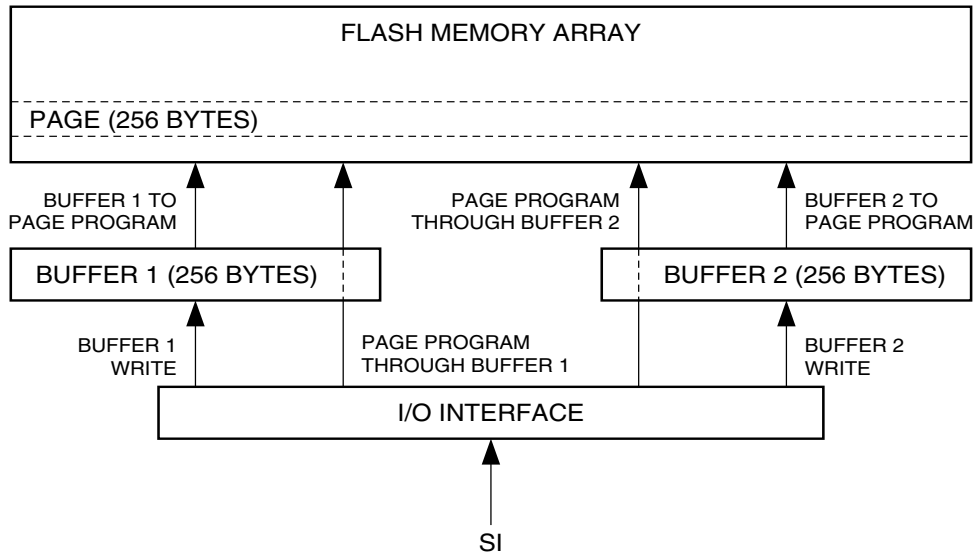 FLASH MEMORY ARRAY
PAGE (256 BYTES)
BUFFER 1 TO
PAGE PROGRAM
PAGE PROGRAM
THROUGH BUFFER 2
BUFFER 2 TO
PAGE PROGRAM
BUFFER 1 (256 BYTES)
BUFFER 2 (256 BYTES)
BUFFER 1
WRITE
PAGE PROGRAM
THROUGH BUFFER 1
BUFFER 2
WRITE
I/O INTERFACE
SI